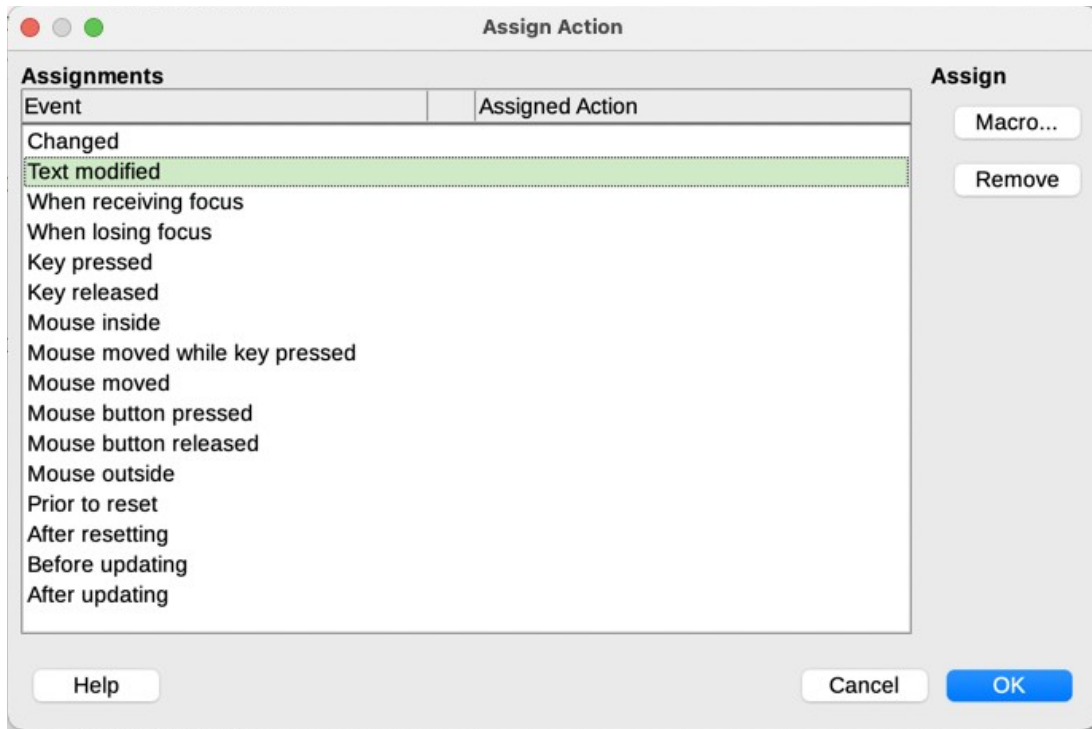 Assign Action
Assignments
Assign
Event Assigned Action
Macro...
Changed
Text modified
Remove
When receiving focus
When losing focus
Key pressed
Key released
Mouse inside
Mouse moved while key pressed
Mouse moved
Mouse button pressed
Mouse button released
Mouse outside
Prior to reset
After resetting
Before updating
After updating
Help
Cancel
OK